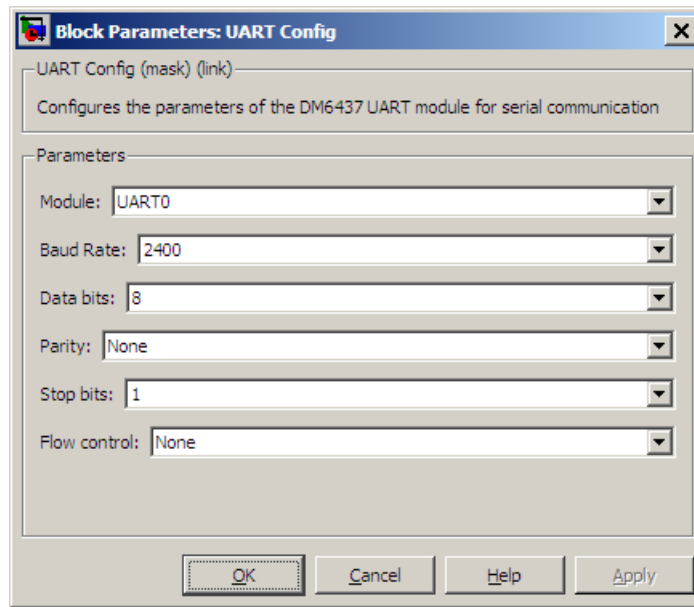 Block Parameters: UART Config
UART Config (mask) (link)
Configures the parameters of the DM6437 UART module for serial communication
Parameters
Module: UART0
Baud Rate: 2400
Data bits: 8
Parity: None
Stop bits: 1
Flow control: None
OK Cancel Help Apply